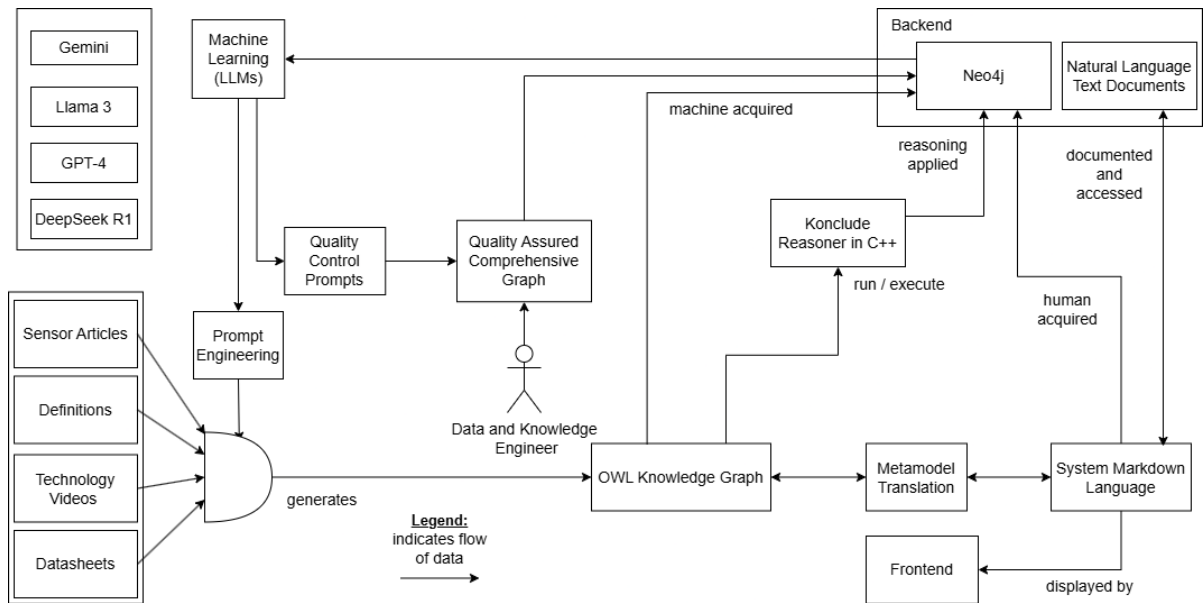 Gemini
Llama 3
GPT-4
DeepSeek R1
Machine
Learning
(LLMs)
Backend
Neo4j
Natural Language
Text Documents
machine acquired
reasoning
applied
documented
and
accessed
Quality
Control
Prompts
Quality Assured
Comprehensive
Graph
Konclude
Reasoner in C++
run / execute
human
acquired
Sensor Articles
Definitions
Technology
Videos
Datasheets
Prompt
Engineering
Data and Knowledge
Engineer
generates
OWL Knowledge Graph
Metamodel
Translation
System Markdown
Language
Legend:
indicates flow
of data
Frontend
displayed by